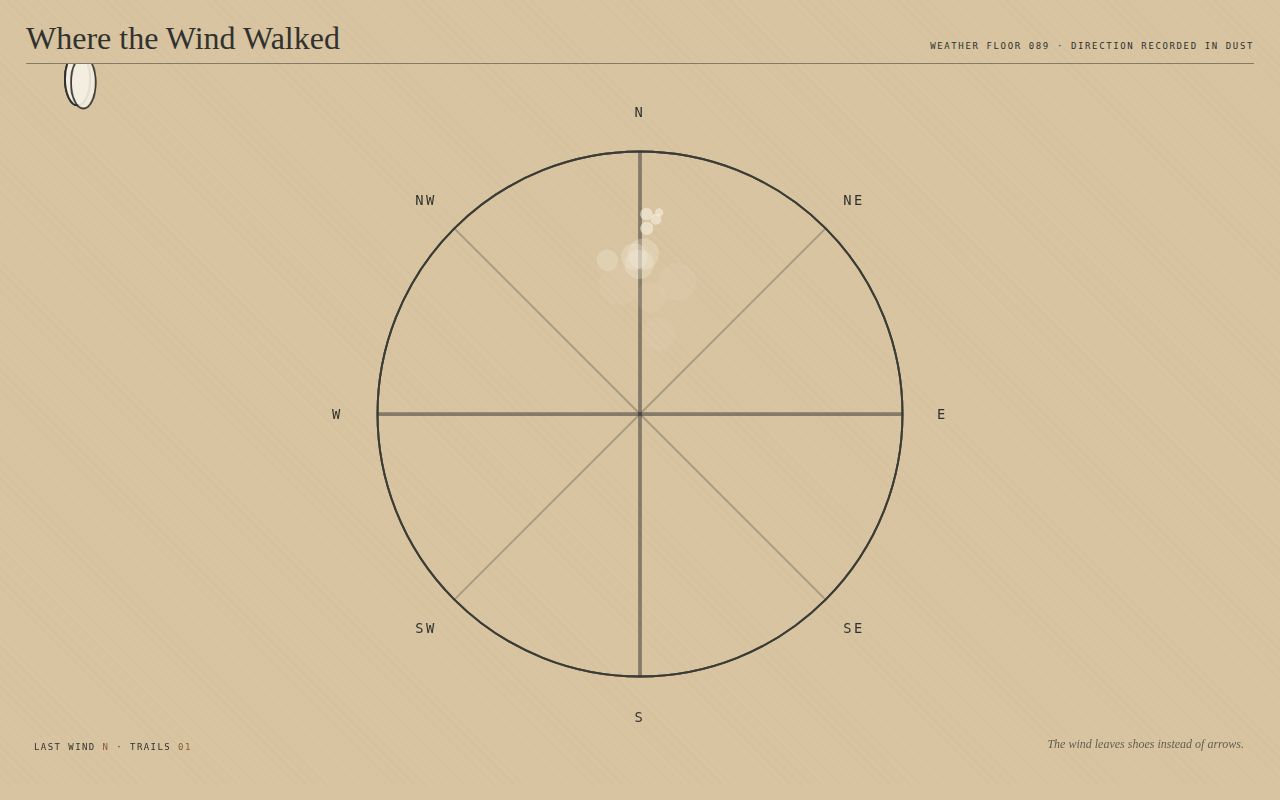 Where the Wind Walked
WEATHER FLOOR 089 · DIRECTION RECORDED IN DUST
N
NW
NE
W
E
SW
SE
S
LAST WIND N · TRAILS 01
The wind leaves shoes instead of arrows.